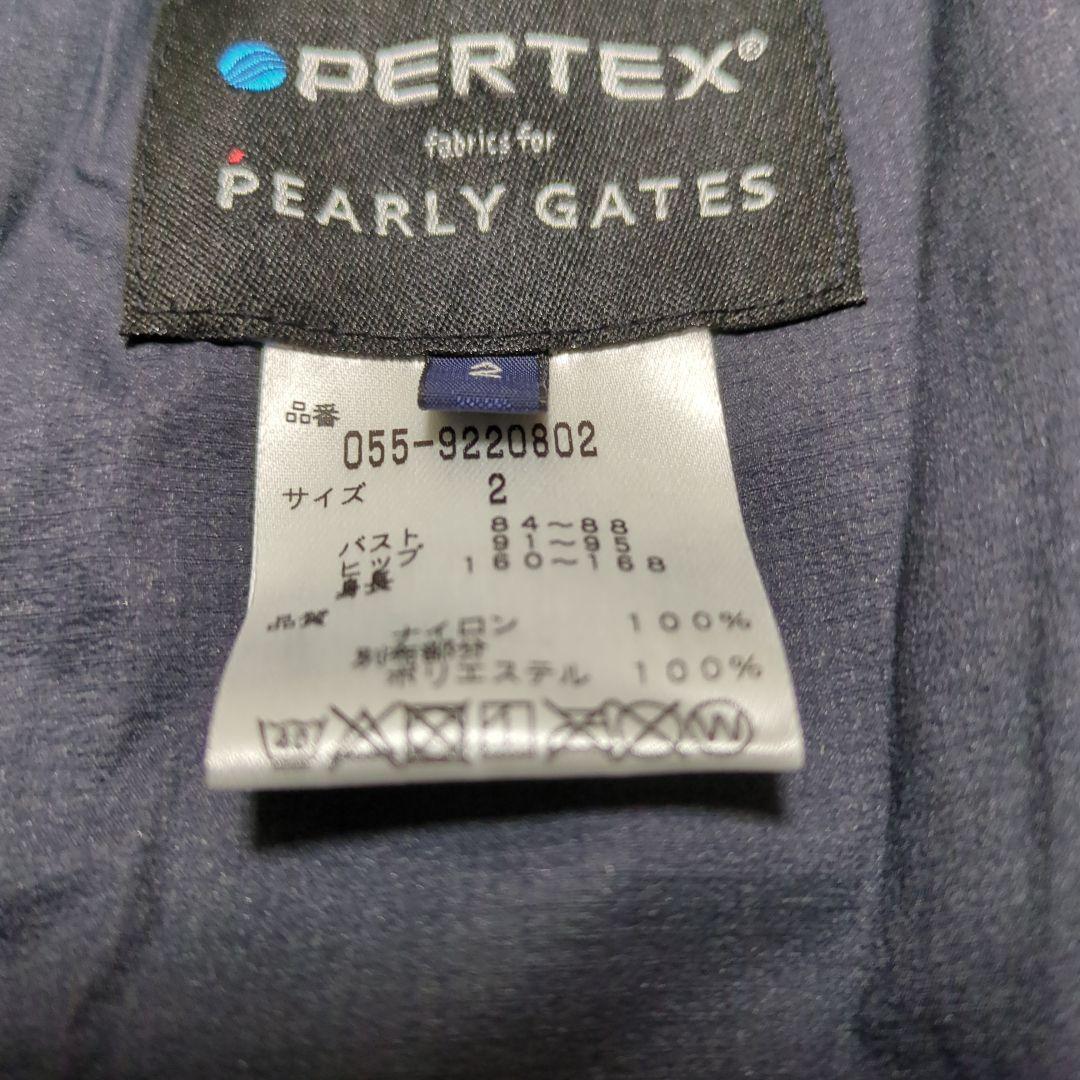 PERTEX®
fabrics for
PEARLY GATES
2
品番
055-9220802
サイズ 2
バスト 84～88
ヒップ 91～95
身長 160～168
品質
ナイロン 100%
別布部分
ポリエステル 100%
W